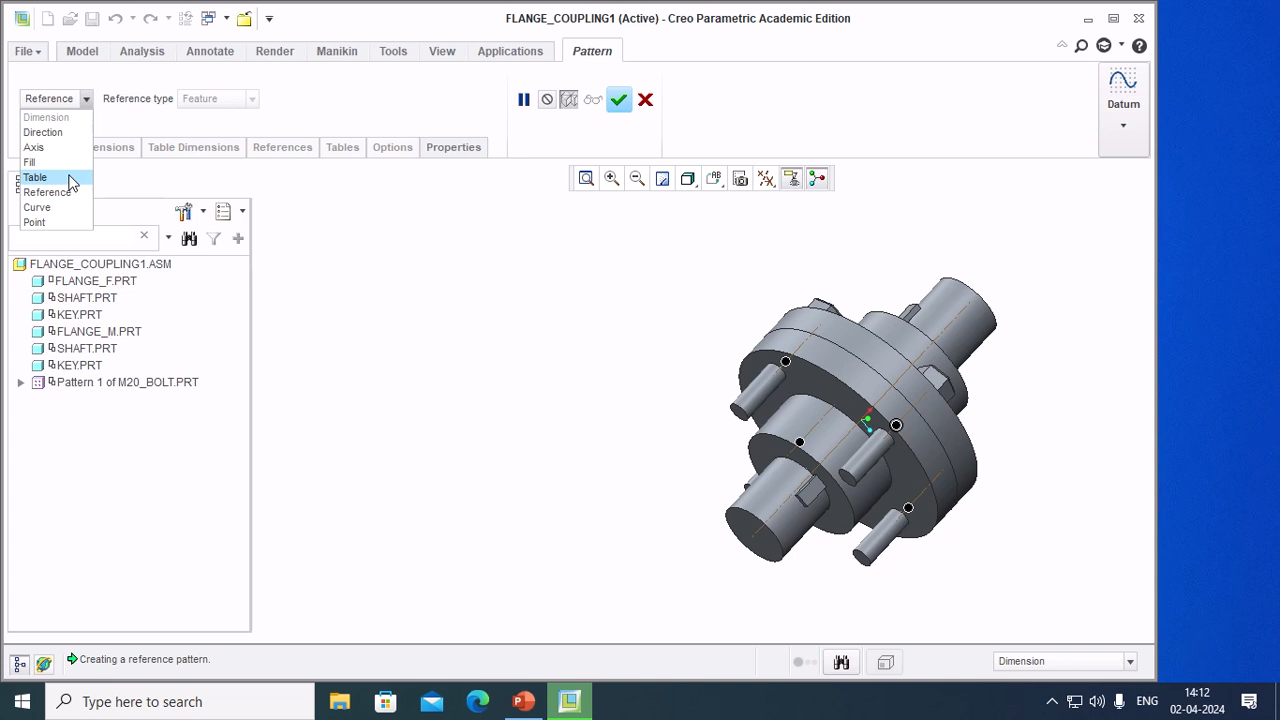 FLANGE_COUPLING1 (Active) - Creo Parametric Academic Edition
File Model Analysis Annotate Render Manikin Tools View Applications Pattern
Reference Reference type Feature
Dimension
Direction
Axis
Fill
Table
Reference
Curve
Point
Table Dimensions References Tables Options Properties
Datum
FLANGE_COUPLING1.ASM
FLANGE_F.PRT
SHAFT.PRT
KEY.PRT
FLANGE_M.PRT
SHAFT.PRT
KEY.PRT
Pattern 1 of M20_BOLT.PRT
Creating a reference pattern.
Dimension
Type here to search
ENG
14:12
02-04-2024